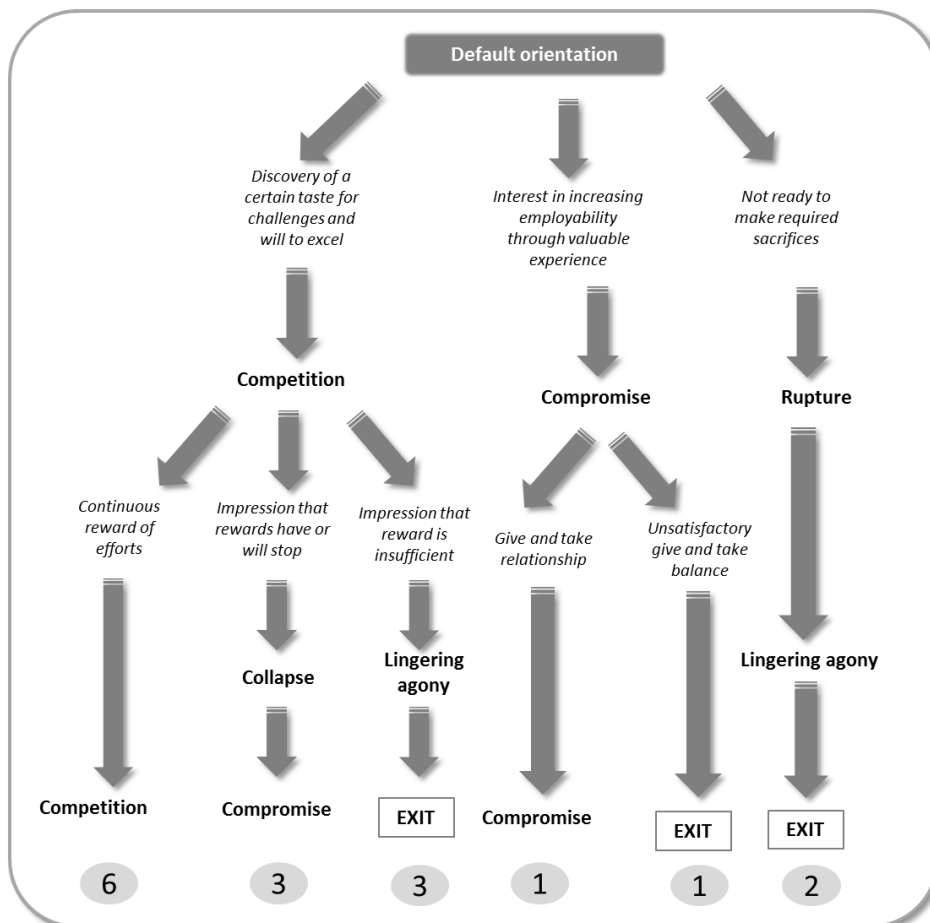 Default orientation
Discovery of a
certain taste for
challenges and
will to excel
Interest in increasing
employability
through valuable
experience
Not ready to
make required
sacrifices
Competition
Compromise
Rupture
Continuous
reward of
efforts
Impression that
rewards have or
will stop
Impression that
reward is
insufficient
Give and take
relationship
Unsatisfactory
give and take
balance
Collapse
Lingering
agony
Lingering agony
Competition
Compromise
EXIT
Compromise
EXIT
EXIT
6
3
3
1
1
2